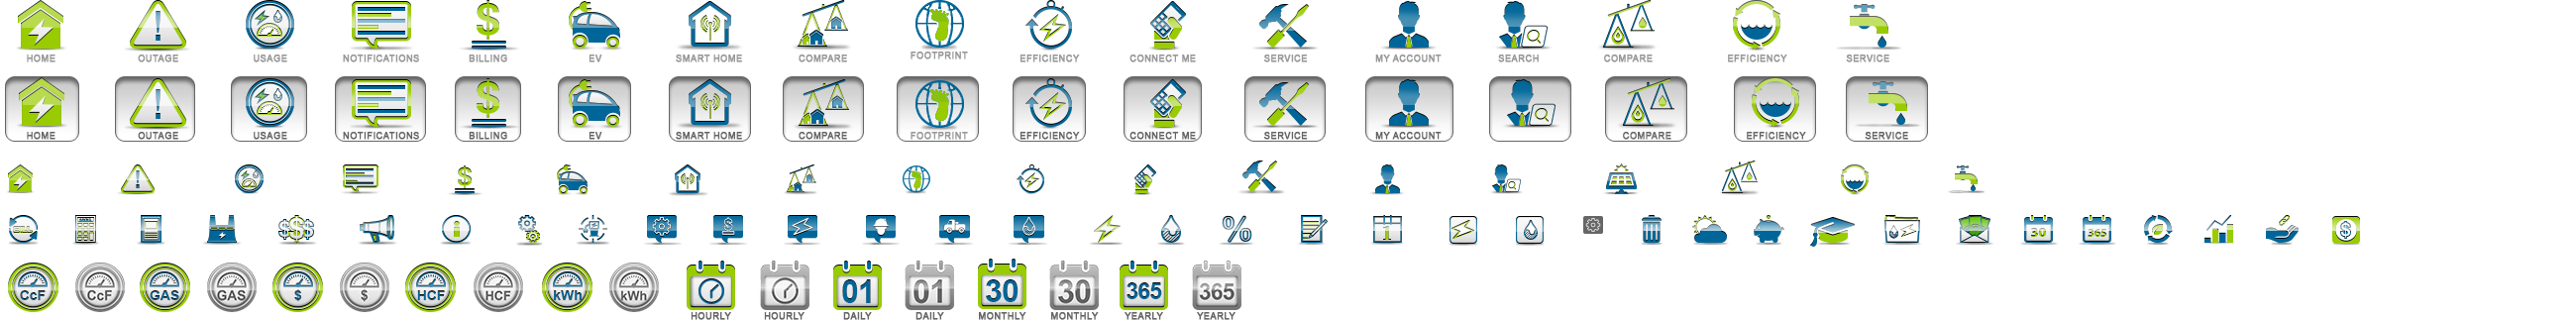 HOME OUTAGE USAGE NOTIFICATIONS BILLING EV SMART HOME COMPARE FOOTPRINT EFFICIENCY CONNECT ME SERVICE MY ACCOUNT SEARCH COMPARE EFFICIENCY SERVICE
HOME OUTAGE USAGE NOTIFICATIONS BILLING EV SMART HOME COMPARE FOOTPRINT EFFICIENCY CONNECT ME SERVICE MY ACCOUNT COMPARE EFFICIENCY SERVICE
BILL $$$ $ % 30 365 $
CcF CcF GAS GAS $ $ HCF HCF kWh kWh 01 01 30 30 365 365
HOURLY HOURLY DAILY DAILY MONTHLY MONTHLY YEARLY YEARLY